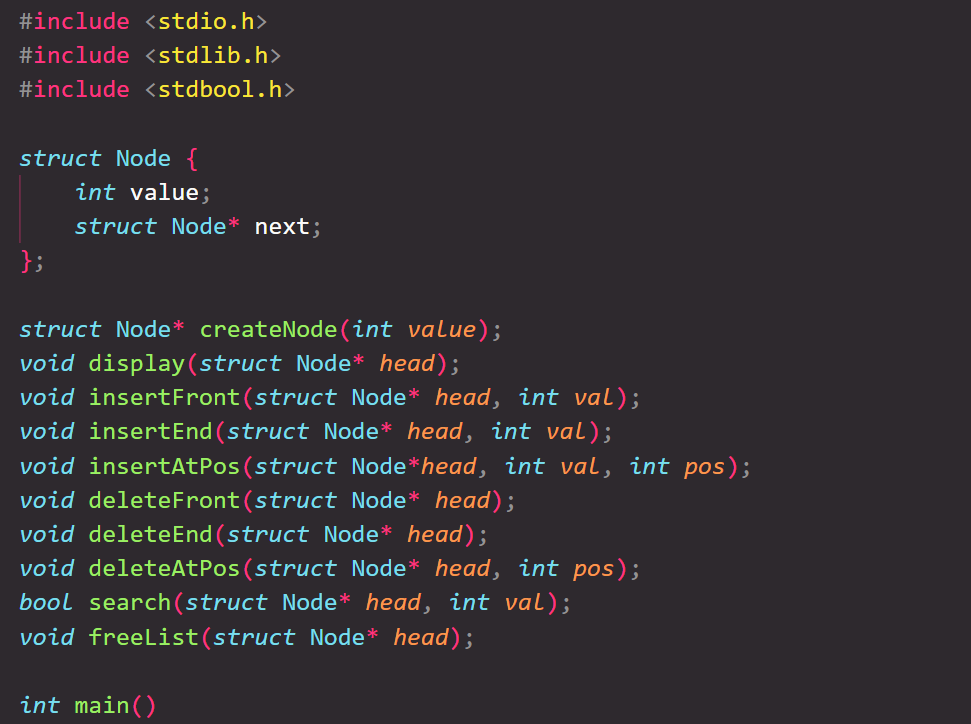 #include <stdio.h>
#include <stdlib.h>
#include <stdbool.h>
struct Node {
    int value;
    struct Node* next;
};
struct Node* createNode(int value);
void display(struct Node* head);
void insertFront(struct Node* head, int val);
void insertEnd(struct Node* head, int val);
void insertAtPos(struct Node*head, int val, int pos);
void deleteFront(struct Node* head);
void deleteEnd(struct Node* head);
void deleteAtPos(struct Node* head, int pos);
bool search(struct Node* head, int val);
void freeList(struct Node* head);
int main()